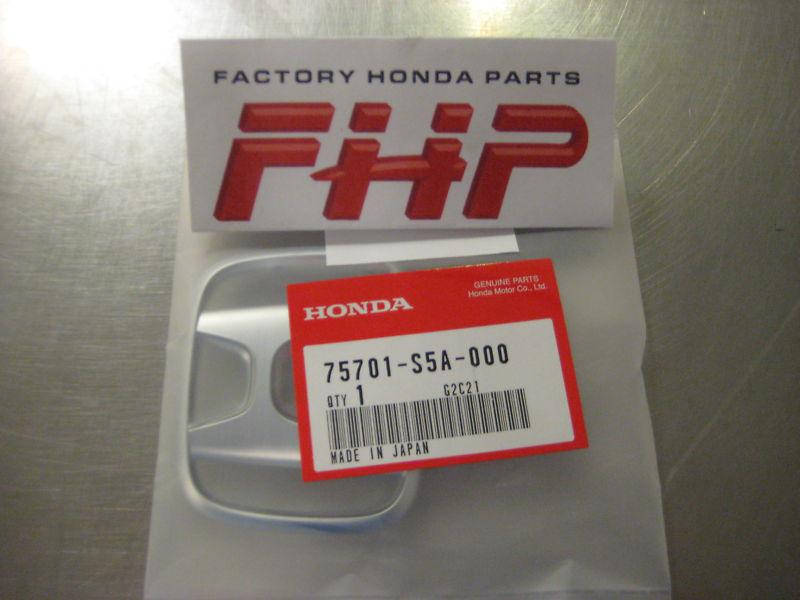 FACTORY HONDA PARTS
FHP
HONDA
GENUINE PARTS
Honda Motor Co., Ltd.
75701-S5A-000
QTY 1 G2C21
MADE IN JAPAN